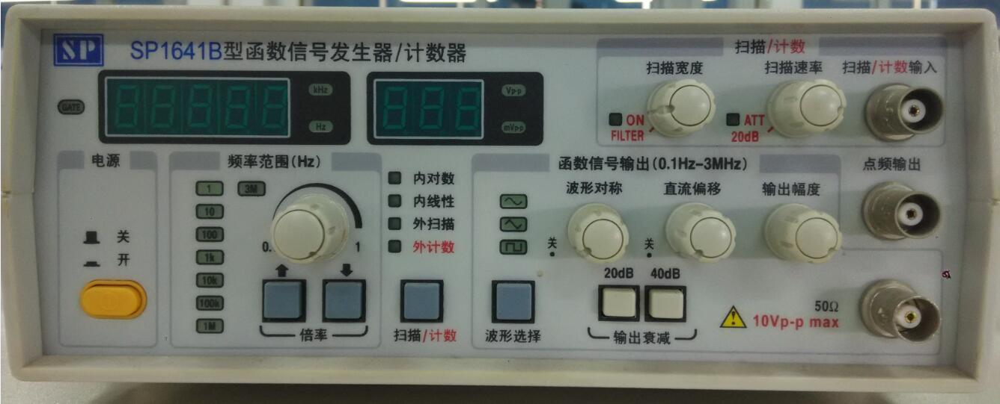 SP
SP1641B型函数信号发生器/计数器
扫描/计数
扫描宽度
扫描速率
扫描/计数输入
GATE
kHz
Hz
Vp-p
mVp-p
ON
FILTER
ATT
20dB
电源
关
开
频率范围(Hz)
1
3M
10
100
1k
10k
100k
1M
0.
1
倍率
内对数
内线性
外扫描
外计数
扫描/计数
函数信号输出(0.1Hz-3MHz)
波形对称
直流偏移
输出幅度
关
关
20dB
40dB
波形选择
输出衰减
点频输出
50Ω
10Vp-p max